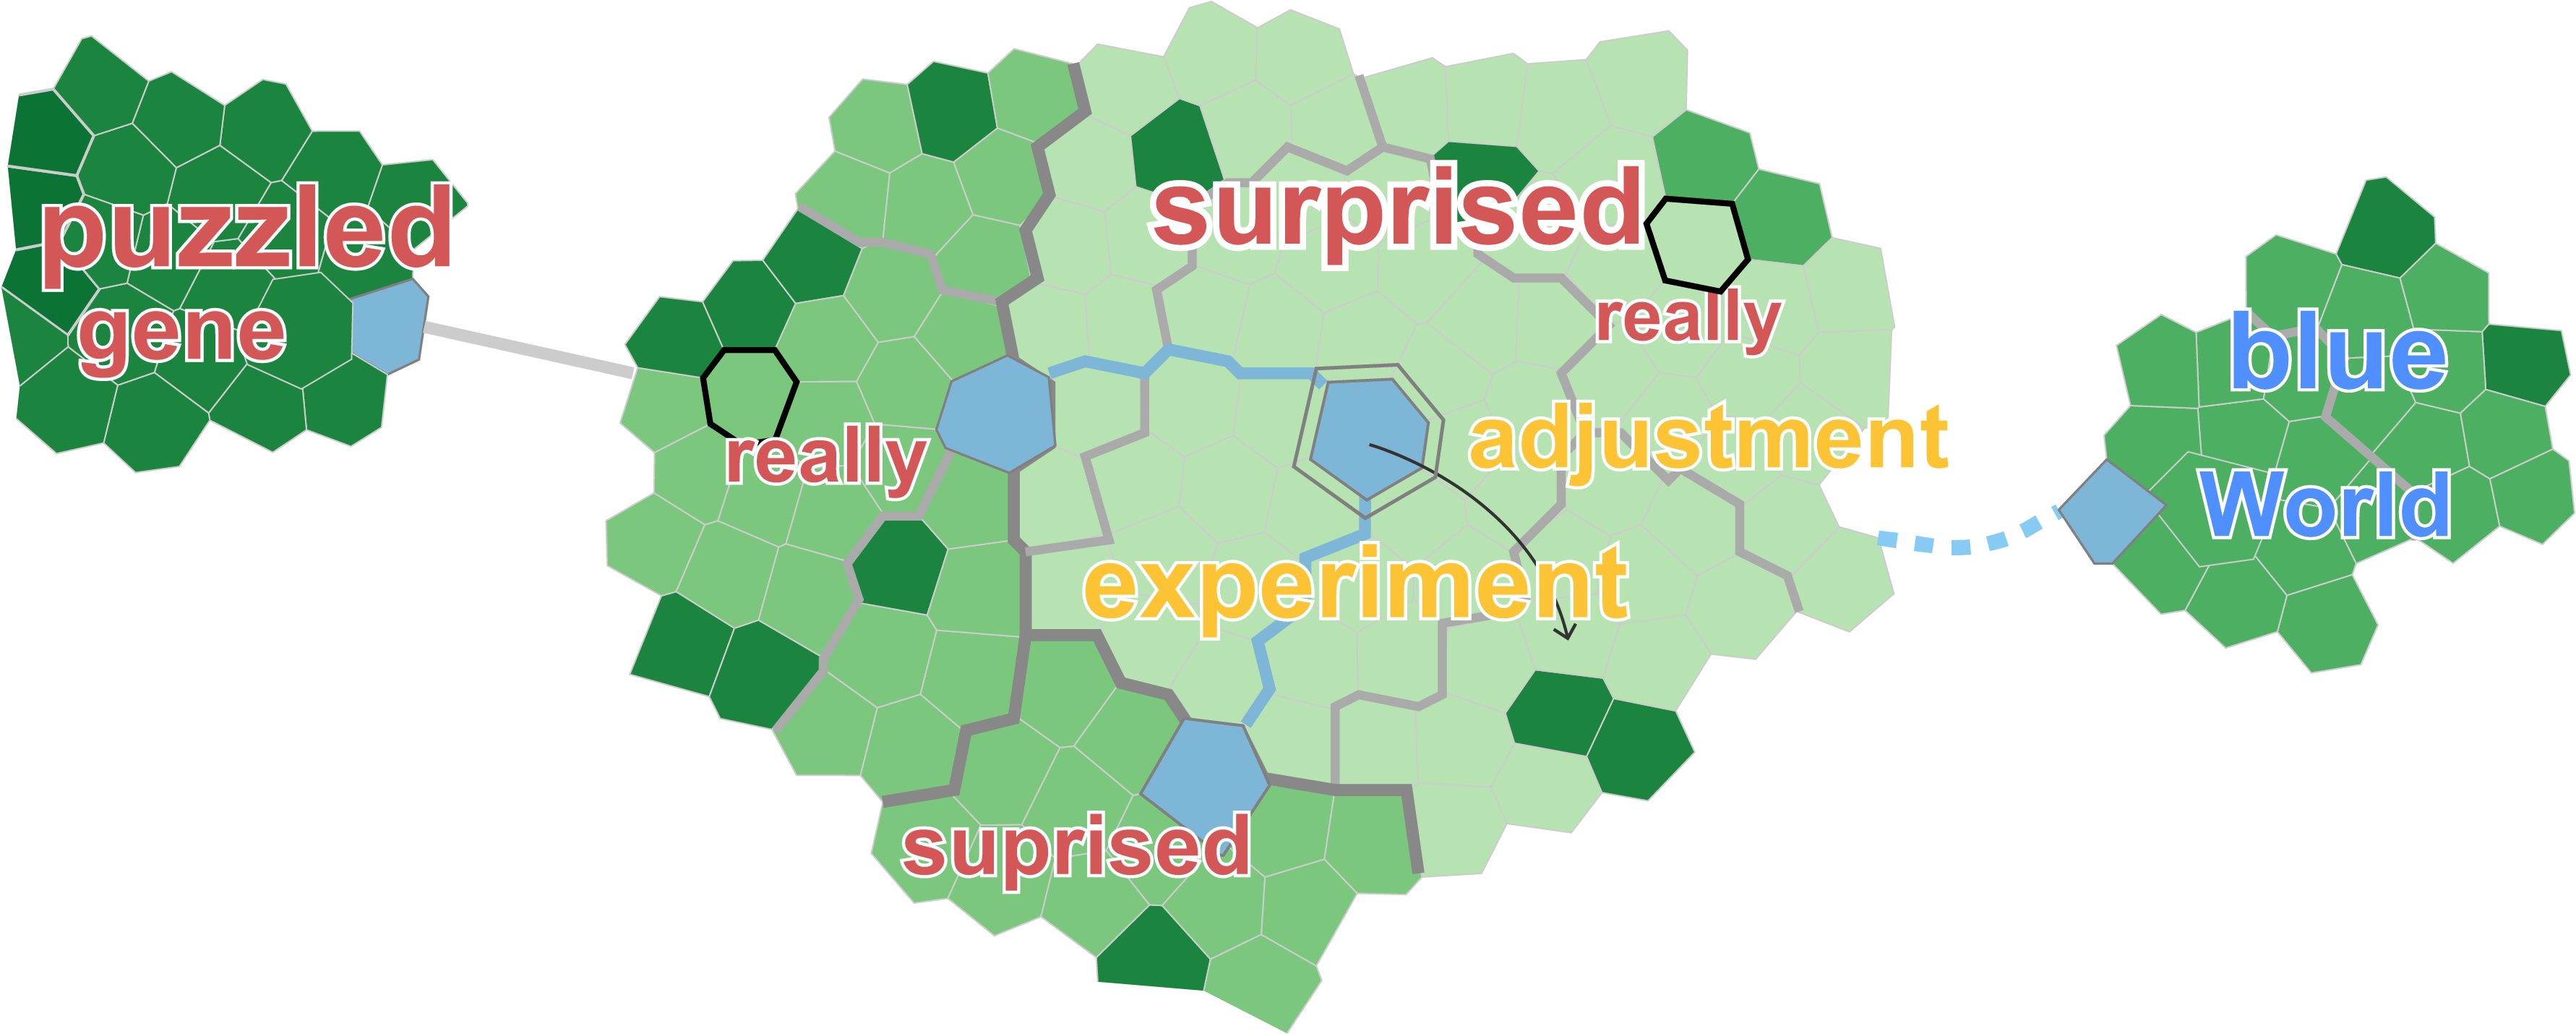 puzzled
gene
surprised
really
really
adjustment
experiment
suprised
blue
World